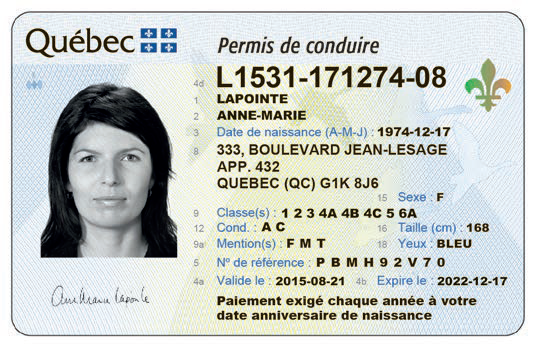 Québec
Permis de conduire
4d L1531-171274-08
1 LAPOINTE
2 ANNE-MARIE
3 Date de naissance (A-M-J) : 1974-12-17
8 333, BOULEVARD JEAN-LESAGE
APP. 432
QUEBEC (QC) G1K 8J6
15 Sexe : F
9 Classe(s) : 1 2 3 4A 4B 4C 5 6A
12 Cond. : A C 16 Taille (cm) : 168
9a Mention(s) : F M T 18 Yeux : BLEU
5 Nº de référence : P B M H 9 2 V 7 0
4a Valide le : 2015-08-21 4b Expire le : 2022-12-17
Anne Marie Lapointe
Paiement exigé chaque année à votre
date anniversaire de naissance